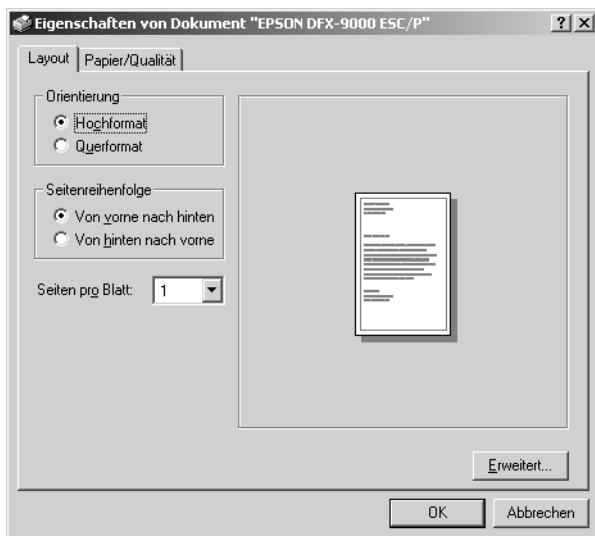 Eigenschaften von Dokument "EPSON DFX-9000 ESC/P"
Layout
Papier/Qualität
Orientierung
Hochformat
Querformat
Seitenreihenfolge
Von vorne nach hinten
Von hinten nach vorne
Seiten pro Blatt: 1
Erweitert...
OK
Abbrechen